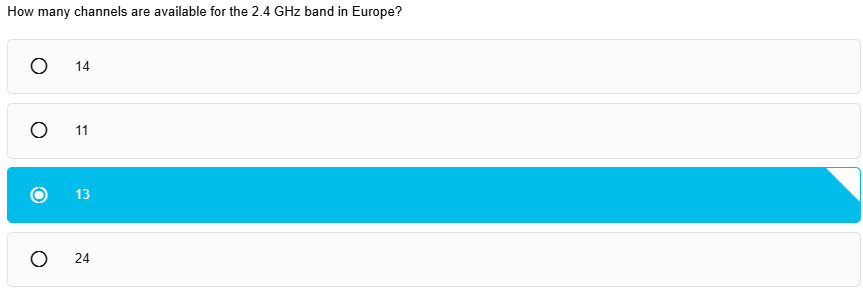 How many channels are available for the 2.4 GHz band in Europe?
14
11
13
24